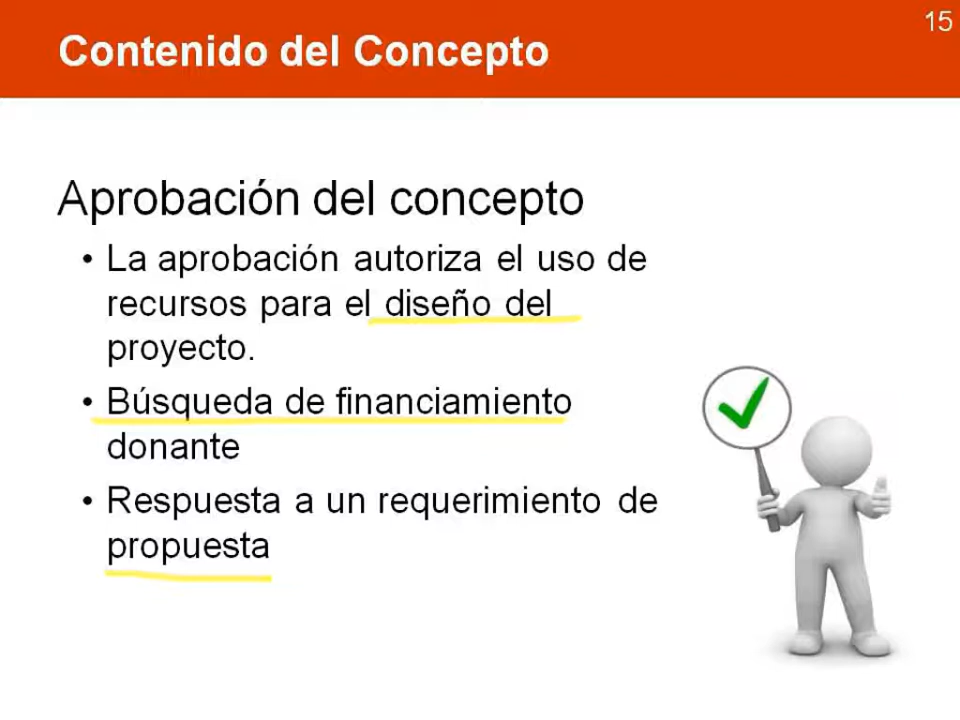 15
Contenido del Concepto
Aprobación del concepto
• La aprobación autoriza el uso de
recursos para el diseño del
proyecto.
• Búsqueda de financiamiento
donante
• Respuesta a un requerimiento de
propuesta